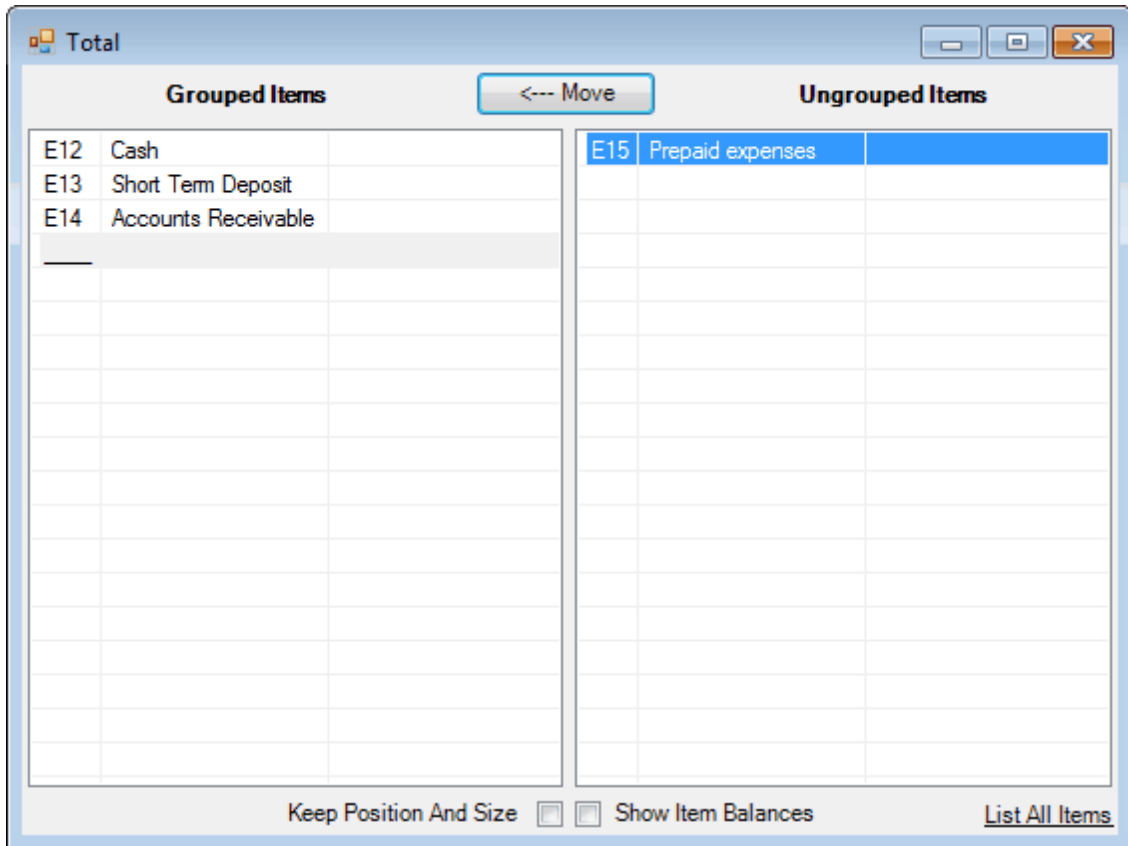 Total
Grouped Items <--- Move Ungrouped Items
E12 Cash E15 Prepaid expenses
E13 Short Term Deposit
E14 Accounts Receivable
Keep Position And Size Show Item Balances List All Items